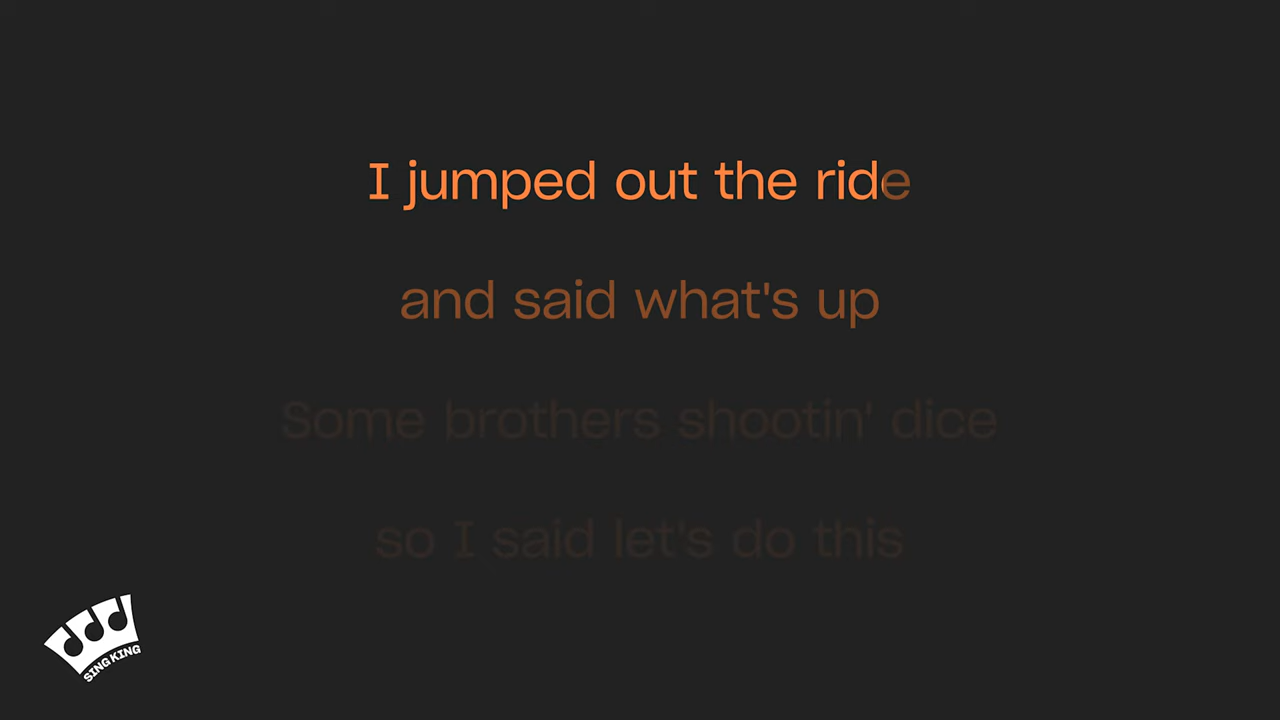 I jumped out the ride
and said what's up
Some brothers shootin' dice
so I said let's do this
SING KING